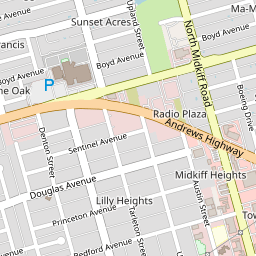 Sunset Acres
Upland Street
Ma-M
North Midkiff Road
Boyd Avenue
rancis
Boyd Avenue
Boyd Avenue
ne Oak
P
Boeing Drive
Radio Plaza
Andrews Highway
Denton Street
Sentinel Avenue
Midkiff Heights
Douglas Avenue
Lilly Heights
Austin Street
Princeton Avenue
Tarleton Street
Tow
Bedford Avenue